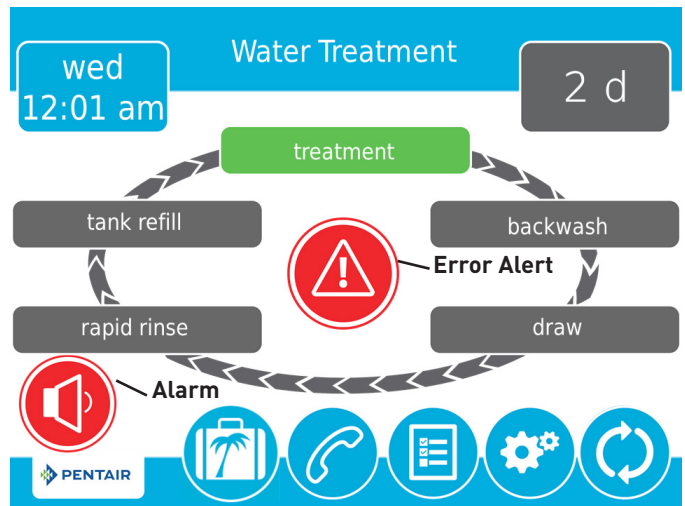 Water Treatment
wed
12:01 am
2 d
treatment
tank refill
backwash
Error Alert
rapid rinse
draw
Alarm
PENTAIR